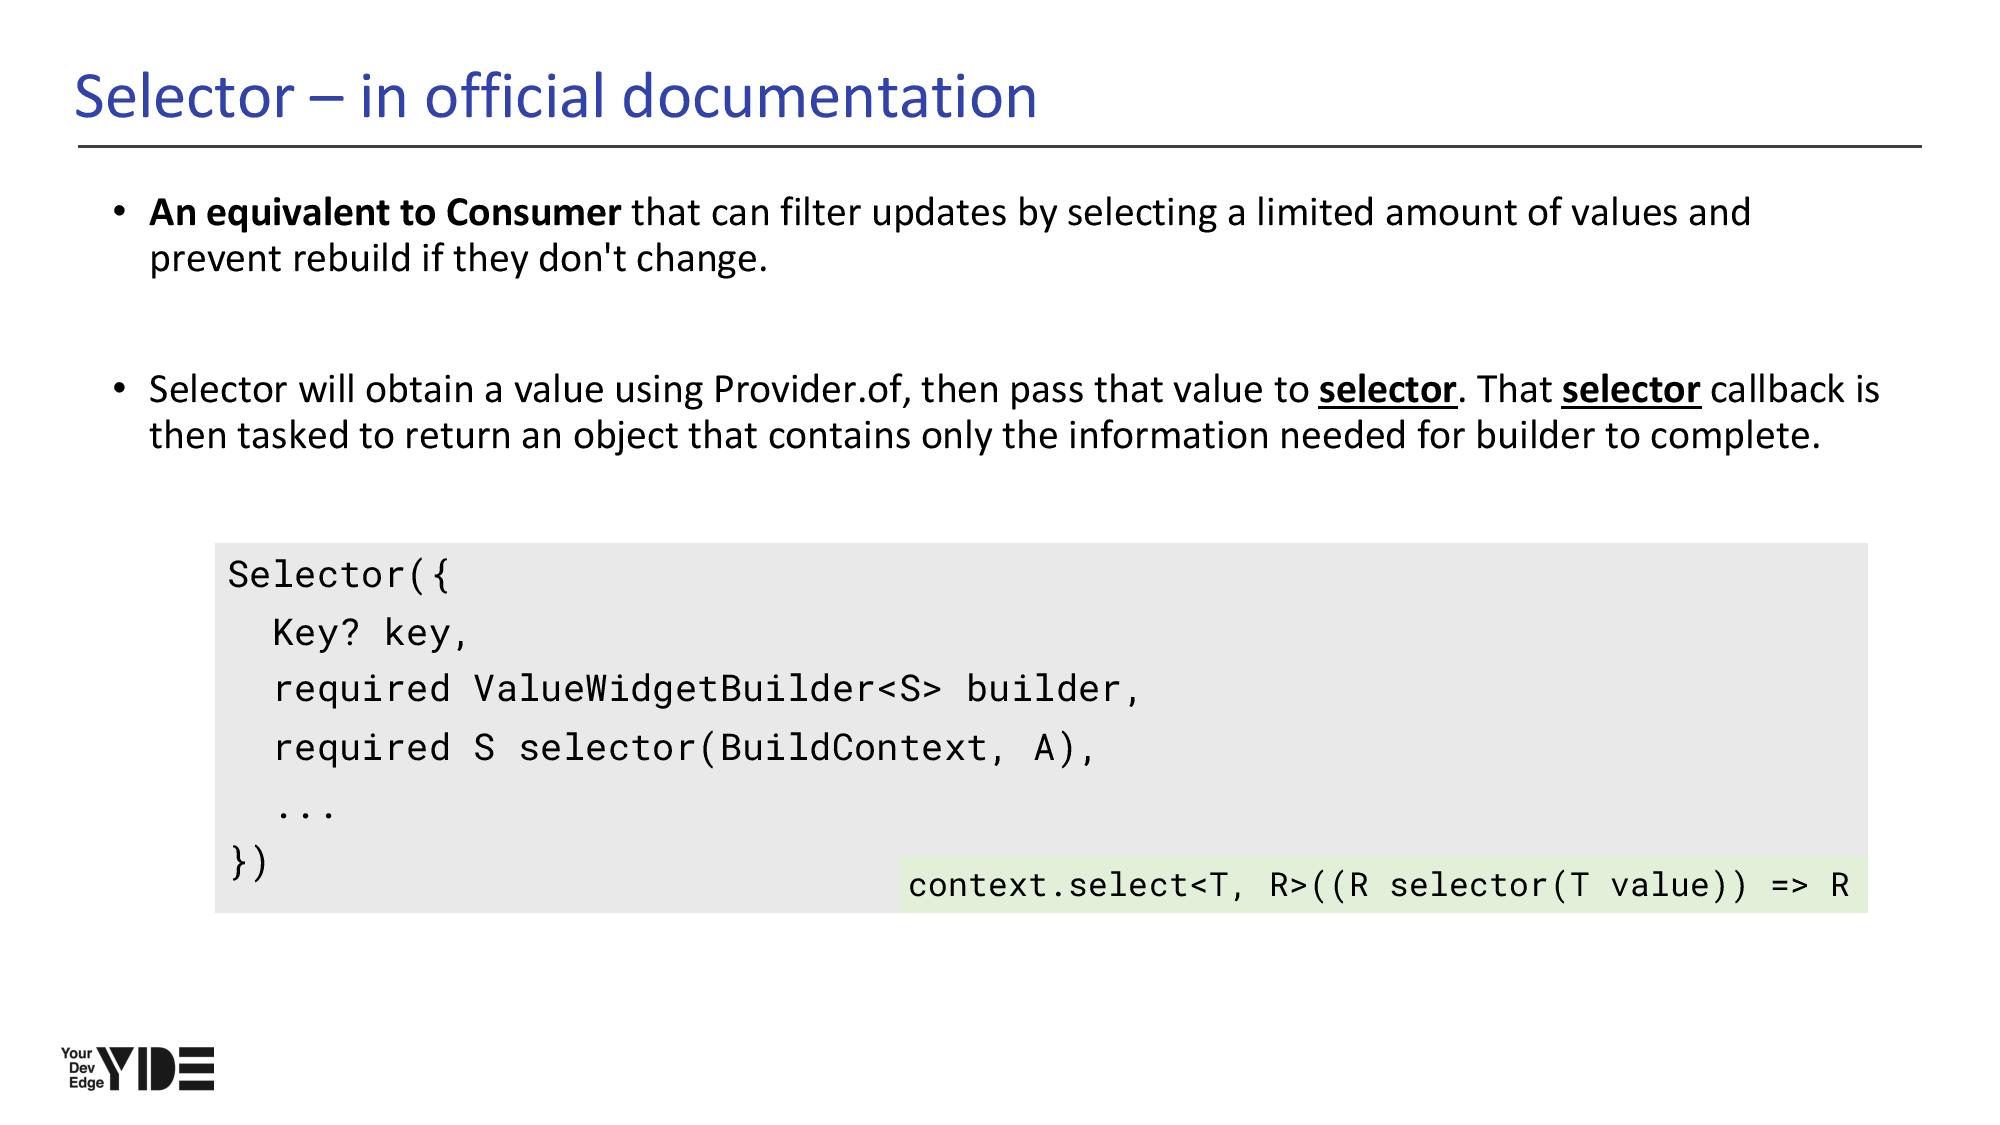 Selector – in official documentation
• An equivalent to Consumer that can filter updates by selecting a limited amount of values and
prevent rebuild if they don't change.
• Selector will obtain a value using Provider.of, then pass that value to selector. That selector callback is
then tasked to return an object that contains only the information needed for builder to complete.
Selector({
  Key? key,
  required ValueWidgetBuilder<S> builder,
  required S selector(BuildContext, A),
  ...
})
context.select<T, R>((R selector(T value)) => R
Your
Dev
Edge
YDE